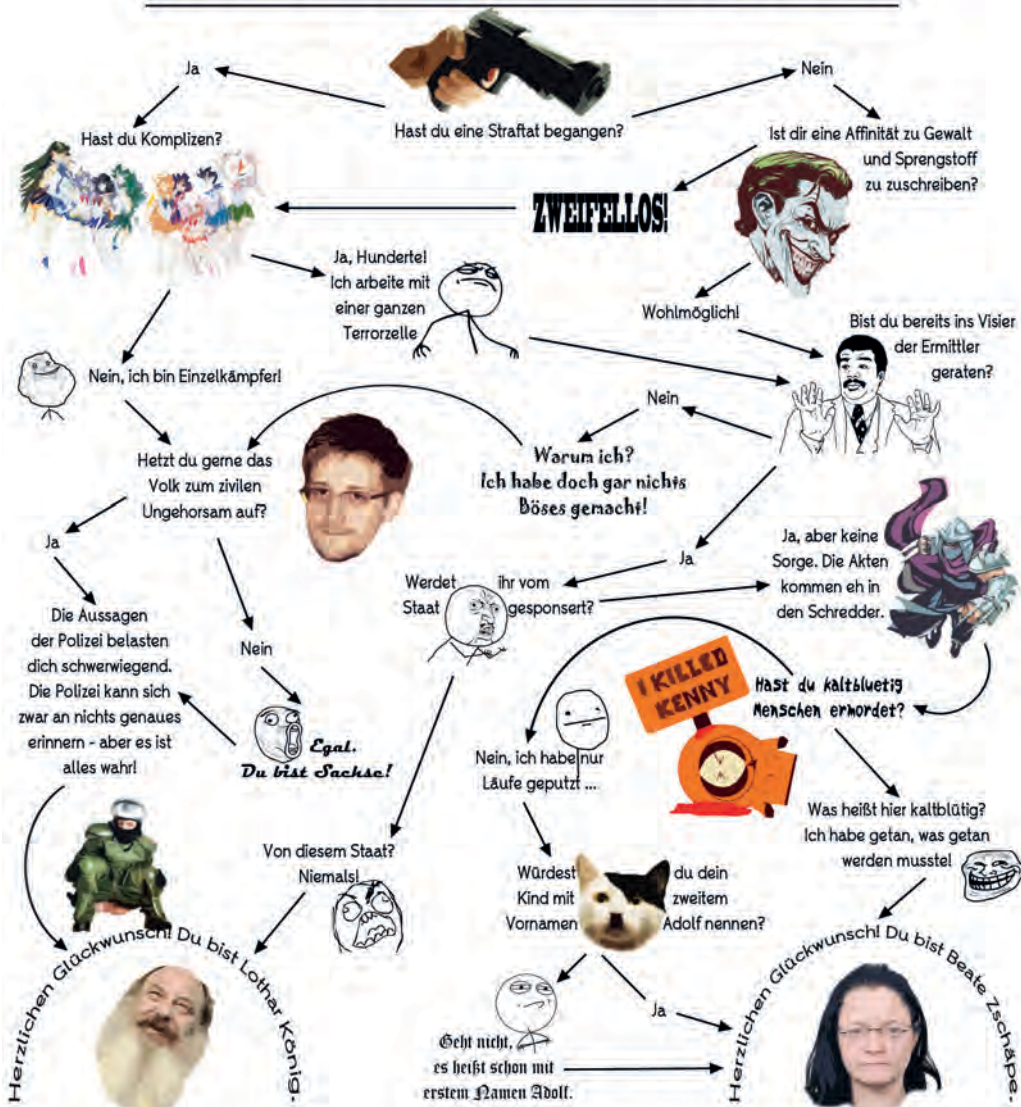 Ja
Nein
Hast du eine Straftat begangen?
Hast du Komplizen?
Ist dir eine Affinität zu Gewalt
und Sprengstoff
zu zuschreiben?
ZWEIFELLOS!
Ja, Hunderte!
Ich arbeite mit
einer ganzen
Terrorzelle
Wohlmöglich!
Bist du bereits ins Visier
der Ermittler
geraten?
Nein, ich bin Einzelkämpfer!
Nein
Warum ich?
Ich habe doch gar nichts
Böses gemacht!
Hetzt du gerne das
Volk zum zivilen
Ungehorsam auf?
Ja
Ja
Ja, aber keine
Sorge. Die Akten
kommen eh in
den Schredder.
Werdet ihr vom
Staat gesponsert?
Die Aussagen
der Polizei belasten
dich schwerwiegend.
Die Polizei kann sich
zwar an nichts genaues
erinnern - aber es ist
alles wahr!
Nein
Egal.
Du bist Sachse!
I KILLED
KENNY
Hast du kaltbluetig
Menschen ermordet?
Nein, ich habe nur
Läufe geputzt ...
Was heißt hier kaltblütig?
Ich habe getan, was getan
werden musste!
Von diesem Staat?
Niemals!
Würdest du dein
Kind mit zweitem
Vornamen Adolf nennen?
Ja
Geht nicht,
es heißt schon mit
erstem Namen Adolf.
Herzlichen Glückwunsch! Du bist Lothar König.
Herzlichen Glückwunsch! Du bist Beate Zschäpe.